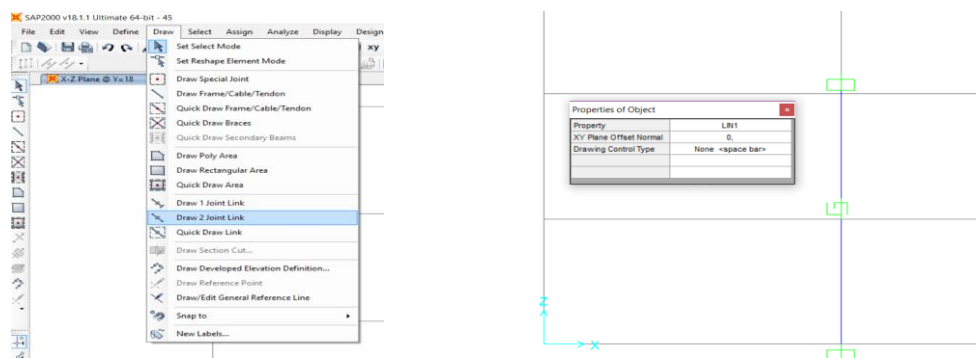 SAP2000 v18.1.1 Ultimate 64-bit - 45
File Edit View Define Draw Select Assign Analyze Display Design
xy
X-Z Plane @ Y=18
Set Select Mode
Set Reshape Element Mode
Draw Special Joint
Draw Frame/Cable/Tendon
Quick Draw Frame/Cable/Tendon
Quick Draw Braces
Quick Draw Secondary Beams
Draw Poly Area
Draw Rectangular Area
Quick Draw Area
Draw 1 Joint Link
Draw 2 Joint Link
Quick Draw Link
Draw Section Cut...
Draw Developed Elevation Definition...
Draw Reference Point
Draw/Edit General Reference Line
Snap to
New Labels...
Properties of Object
Property LIN1
XY Plane Offset Normal 0,
Drawing Control Type None <space bar>
Z
X